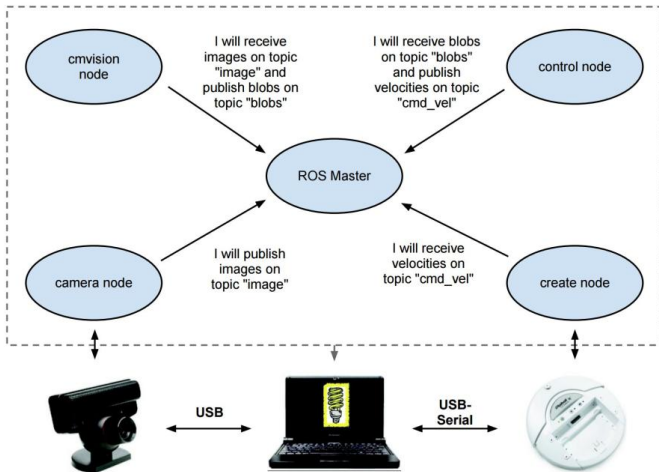 cmvision
node
I will receive
images on topic
"image" and
publish blobs on
topic "blobs"
I will receive blobs
on topic "blobs"
and publish
velocities on topic
"cmd_vel"
control node
ROS Master
camera node
I will publish
images on
topic "image"
I will receive
velocities on
topic "cmd_vel"
create node
USB
USB-
Serial